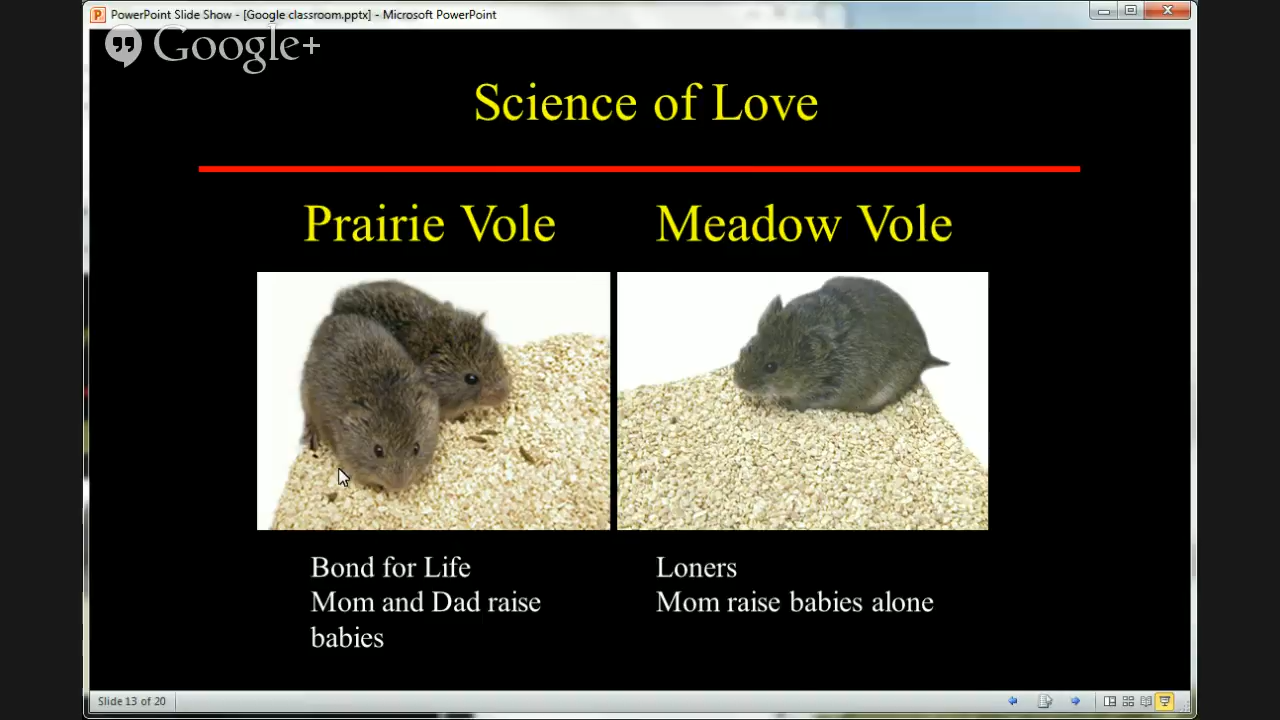 PowerPoint Slide Show - [Google classroom.pptx] - Microsoft PowerPoint
Google+
Science of Love
Prairie Vole
Meadow Vole
Bond for Life
Mom and Dad raise
babies
Loners
Mom raise babies alone
Slide 13 of 20